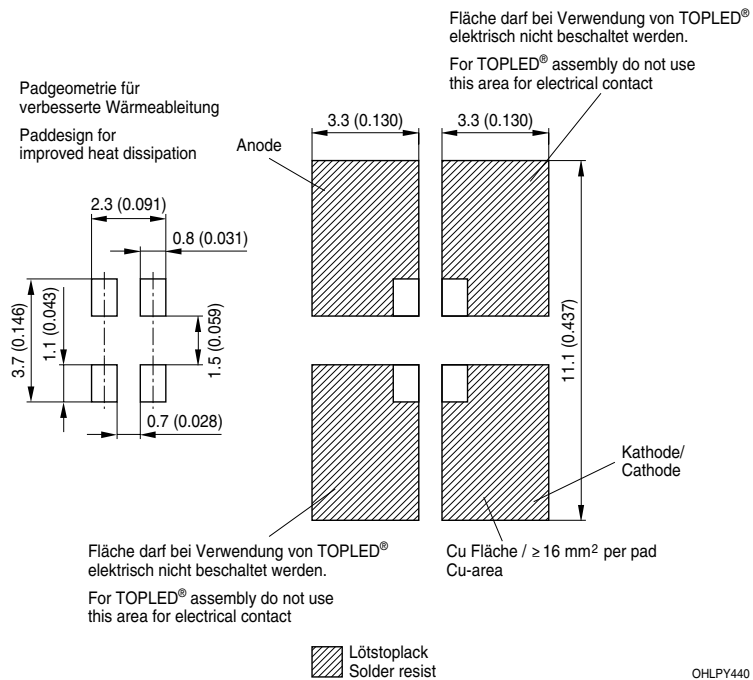 Fläche darf bei Verwendung von TOPLED®
elektrisch nicht beschaltet werden.
For TOPLED® assembly do not use
this area for electrical contact
Padgeometrie für
verbesserte Wärmeableitung
Paddesign for
improved heat dissipation
Anode
3.3 (0.130)
3.3 (0.130)
2.3 (0.091)
0.8 (0.031)
3.7 (0.146)
1.1 (0.043)
1.5 (0.059)
0.7 (0.028)
11.1 (0.437)
Kathode/
Cathode
Fläche darf bei Verwendung von TOPLED®
elektrisch nicht beschaltet werden.
For TOPLED® assembly do not use
this area for electrical contact
Cu Fläche / ≥ 16 mm² per pad
Cu-area
Lötstoplack
Solder resist
OHLPY440